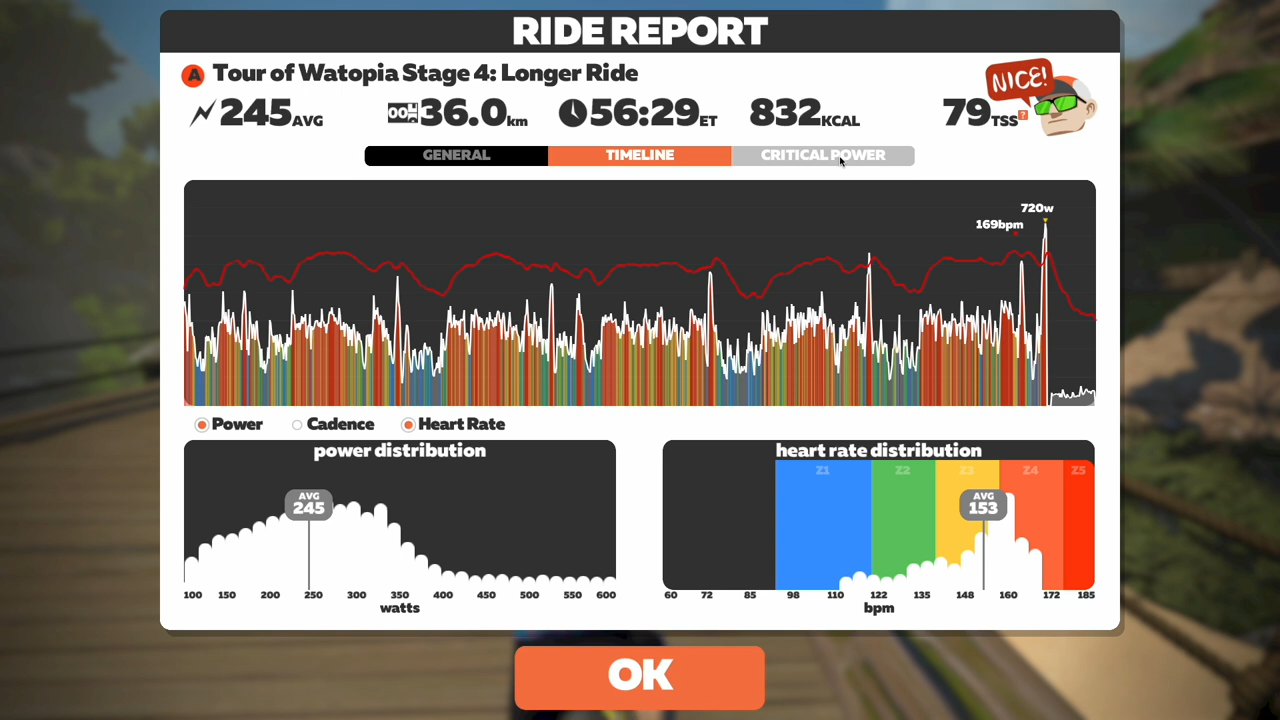 RIDE REPORT
A Tour of Watopia Stage 4: Longer Ride
NICE!
245AVG 36.0km 56:29ET 832KCAL 79TSS?
GENERAL TIMELINE CRITICAL POWER
720w
169bpm
Power Cadence Heart Rate
power distribution
AVG
245
100 150 200 250 300 350 400 450 500 550 600
watts
heart rate distribution
Z1 Z2 Z3 Z4 Z5
AVG
153
60 72 85 98 110 122 135 148 160 172 185
bpm
OK